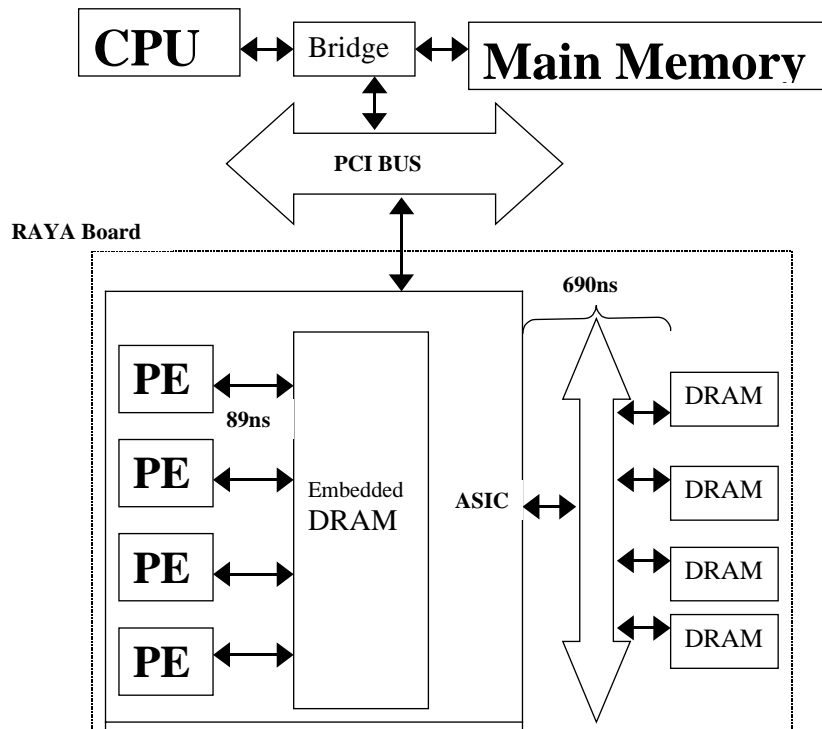 CPU
Bridge
Main Memory
PCI BUS
RAYA Board
690ns
PE
89ns
PE
PE
PE
Embedded
DRAM
ASIC
DRAM
DRAM
DRAM
DRAM